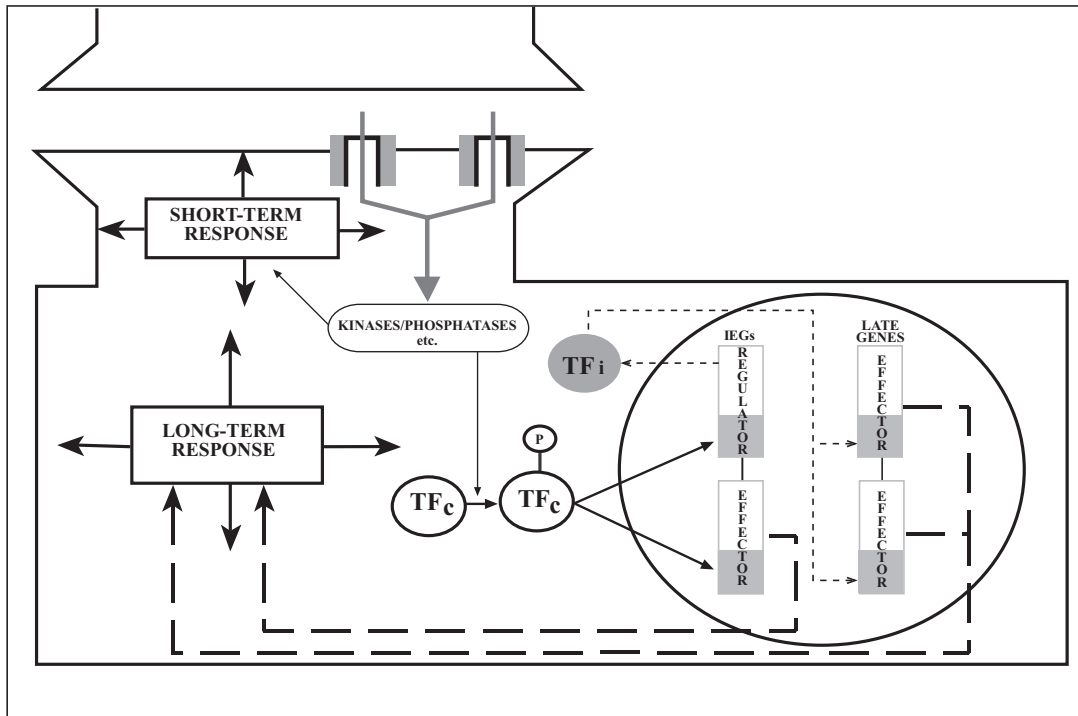 SHORT-TERM
RESPONSE
KINASES/PHOSPHATASES
etc.
LONG-TERM
RESPONSE
TFc
P
TFc
TFi
IEGs
REGULATOR
EFFECTOR
LATE
GENES
EFFECTOR
EFFECTOR